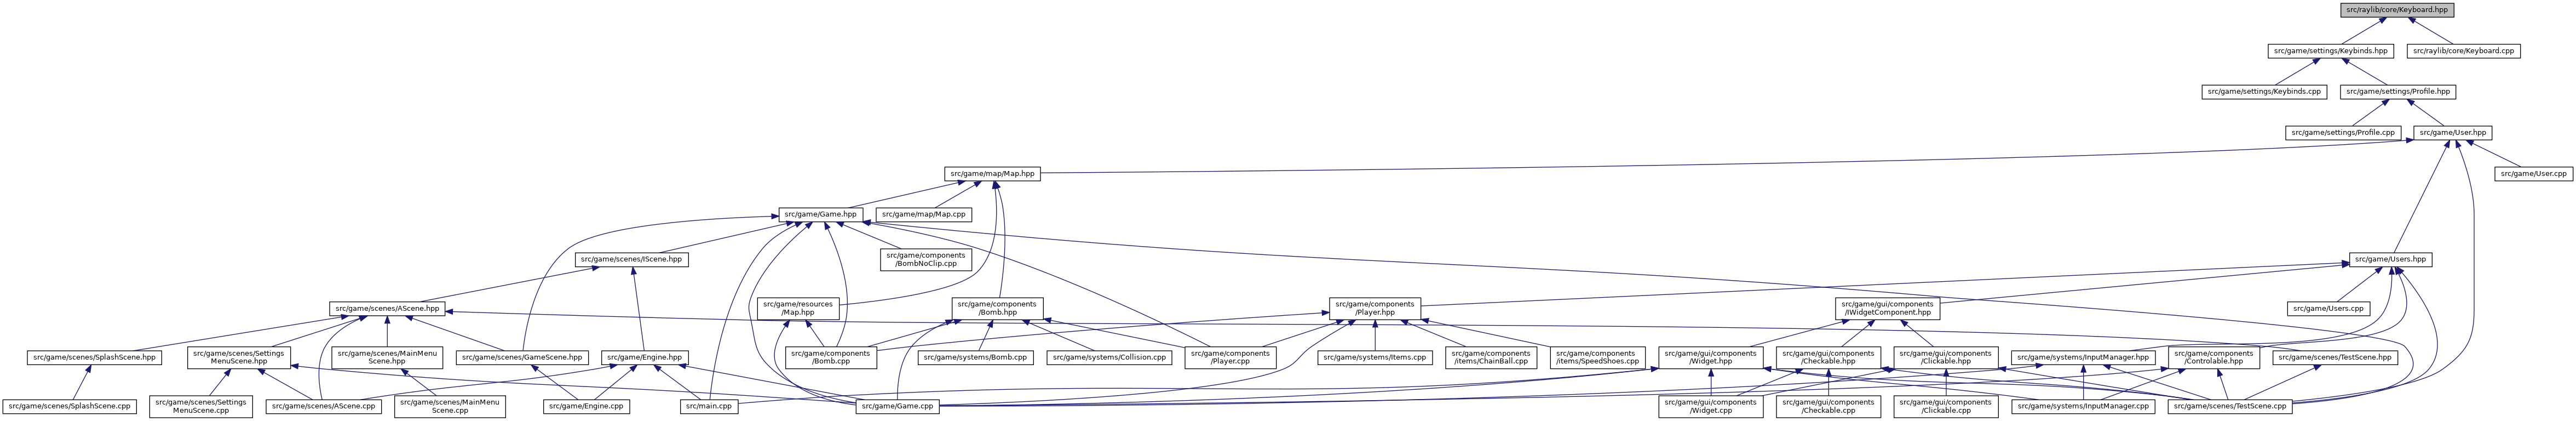 src/raylib/core/Keyboard.hpp
src/game/settings/Keybinds.hpp
src/raylib/core/Keyboard.cpp
src/game/settings/Keybinds.cpp
src/game/settings/Profile.hpp
src/game/settings/Profile.cpp
src/game/User.hpp
src/game/map/Map.hpp
src/game/User.cpp
src/game/Game.hpp
src/game/map/Map.cpp
src/game/scenes/IScene.hpp
src/game/components
/BombNoClip.cpp
src/game/Users.hpp
src/game/scenes/AScene.hpp
src/game/resources
/Map.hpp
src/game/components
/Bomb.hpp
src/game/components
/Player.hpp
src/game/gui/components
/IWidgetComponent.hpp
src/game/Users.cpp
src/game/scenes/SplashScene.hpp
src/game/scenes/Settings
MenuScene.hpp
src/game/scenes/MainMenu
Scene.hpp
src/game/scenes/GameScene.hpp
src/game/Engine.hpp
src/game/components
/Bomb.cpp
src/game/systems/Bomb.cpp
src/game/systems/Collision.cpp
src/game/components
/Player.cpp
src/game/systems/Items.cpp
src/game/components
/items/ChainBall.cpp
src/game/components
/items/SpeedShoes.cpp
src/game/gui/components
/Widget.hpp
src/game/gui/components
/Checkable.hpp
src/game/gui/components
/Clickable.hpp
src/game/systems/InputManager.hpp
src/game/components
/Controlable.hpp
src/game/scenes/TestScene.hpp
src/game/scenes/SplashScene.cpp
src/game/scenes/Settings
MenuScene.cpp
src/game/scenes/AScene.cpp
src/game/scenes/MainMenu
Scene.cpp
src/game/Engine.cpp
src/main.cpp
src/game/Game.cpp
src/game/gui/components
/Widget.cpp
src/game/gui/components
/Checkable.cpp
src/game/gui/components
/Clickable.cpp
src/game/systems/InputManager.cpp
src/game/scenes/TestScene.cpp